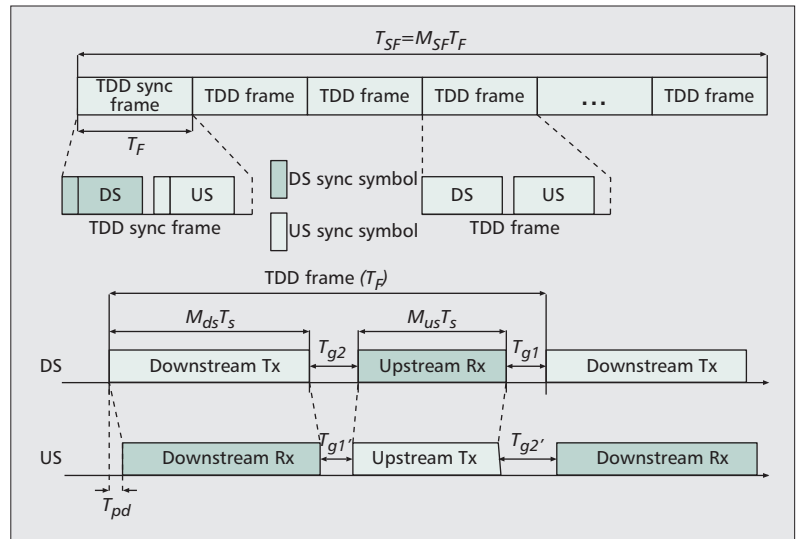 T_SF=M_SF T_F
TDD sync frame
TDD frame
TDD frame
TDD frame
...
TDD frame
T_F
DS
US
TDD sync frame
DS sync symbol
US sync symbol
DS
US
TDD frame
TDD frame (T_F)
M_ds T_s
M_us T_s
T_g2
T_g1
DS
Downstream Tx
Upstream Rx
Downstream Tx
T_g1'
T_g2'
US
Downstream Rx
Upstream Tx
Downstream Rx
T_pd